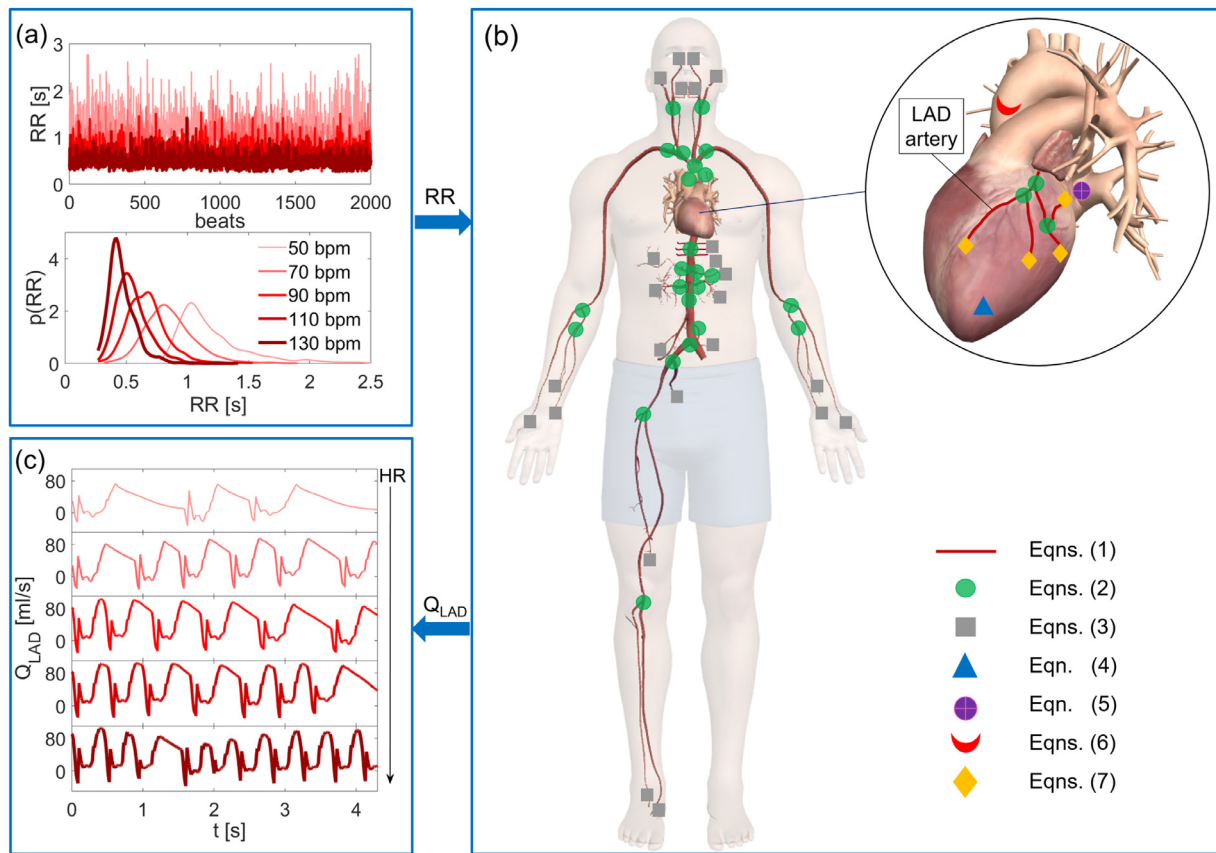 (a)
3
2
1
0
RR [s]
0 500 1000 1500 2000
beats
4
2
0
p(RR)
50 bpm
70 bpm
90 bpm
110 bpm
130 bpm
0 0.5 1 1.5 2 2.5
RR [s]
RR
(b)
LAD
artery
Eqns. (1)
Eqns. (2)
Eqns. (3)
Eqn. (4)
Eqn. (5)
Eqns. (6)
Eqns. (7)
Q_LAD
(c)
HR
80
0
80
0
80
0
80
0
80
0
Q_LAD [ml/s]
0 1 2 3 4
t [s]